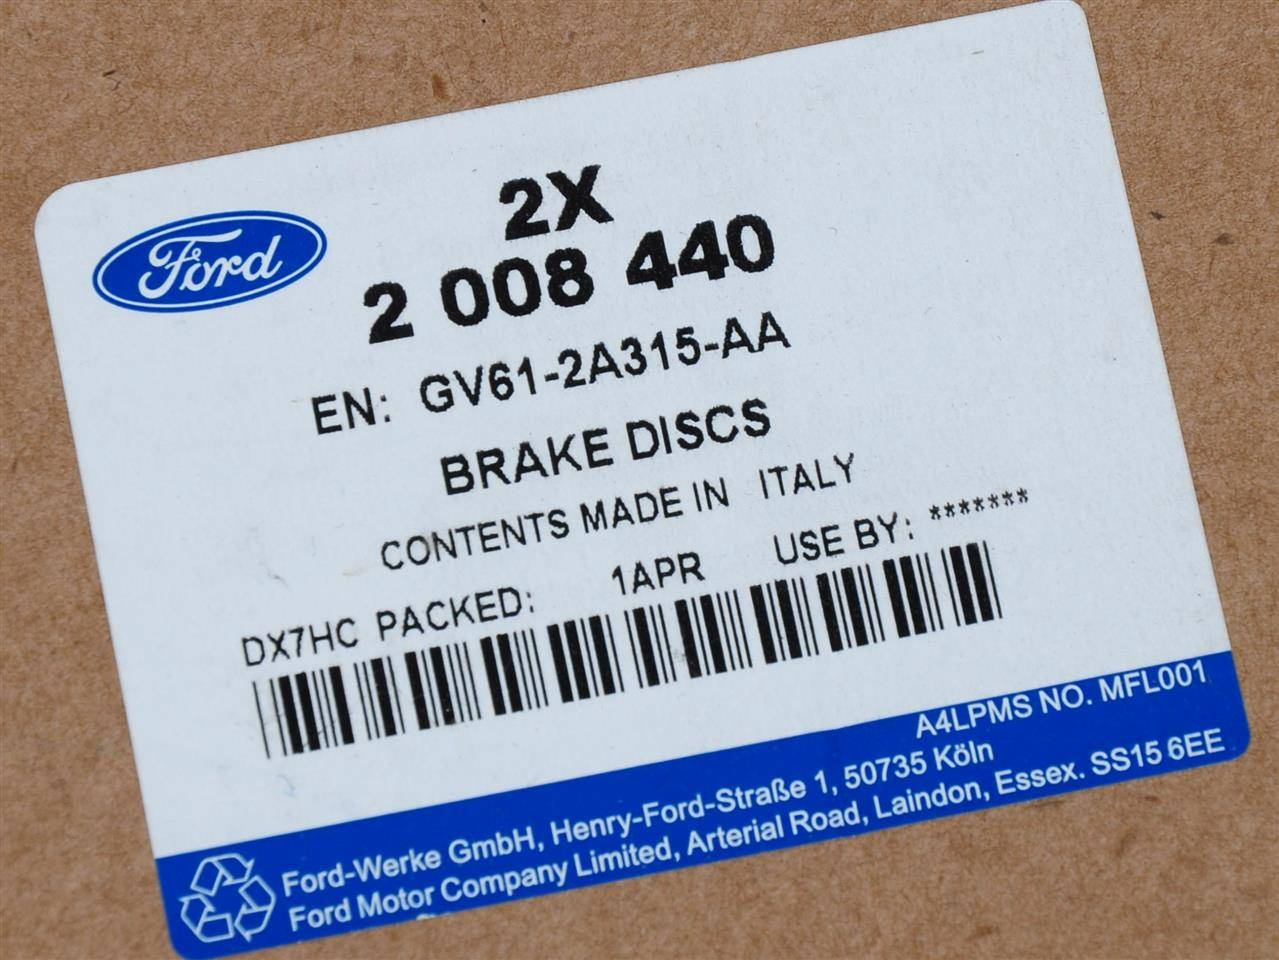 Ford
2X
2 008 440
EN: GV61-2A315-AA
BRAKE DISCS
CONTENTS MADE IN ITALY
DX7HC PACKED: 1APR USE BY: *******
A4LPMS NO. MFL001
Ford-Werke GmbH, Henry-Ford-Straße 1, 50735 Köln
Ford Motor Company Limited, Arterial Road, Laindon, Essex. SS15 6EE